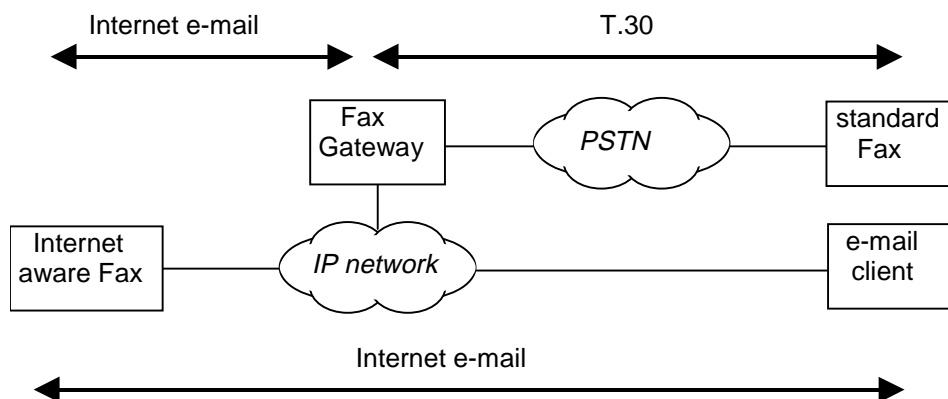 Internet e-mail
T.30
Fax
Gateway
PSTN
standard
Fax
Internet
aware Fax
IP network
e-mail
client
Internet e-mail